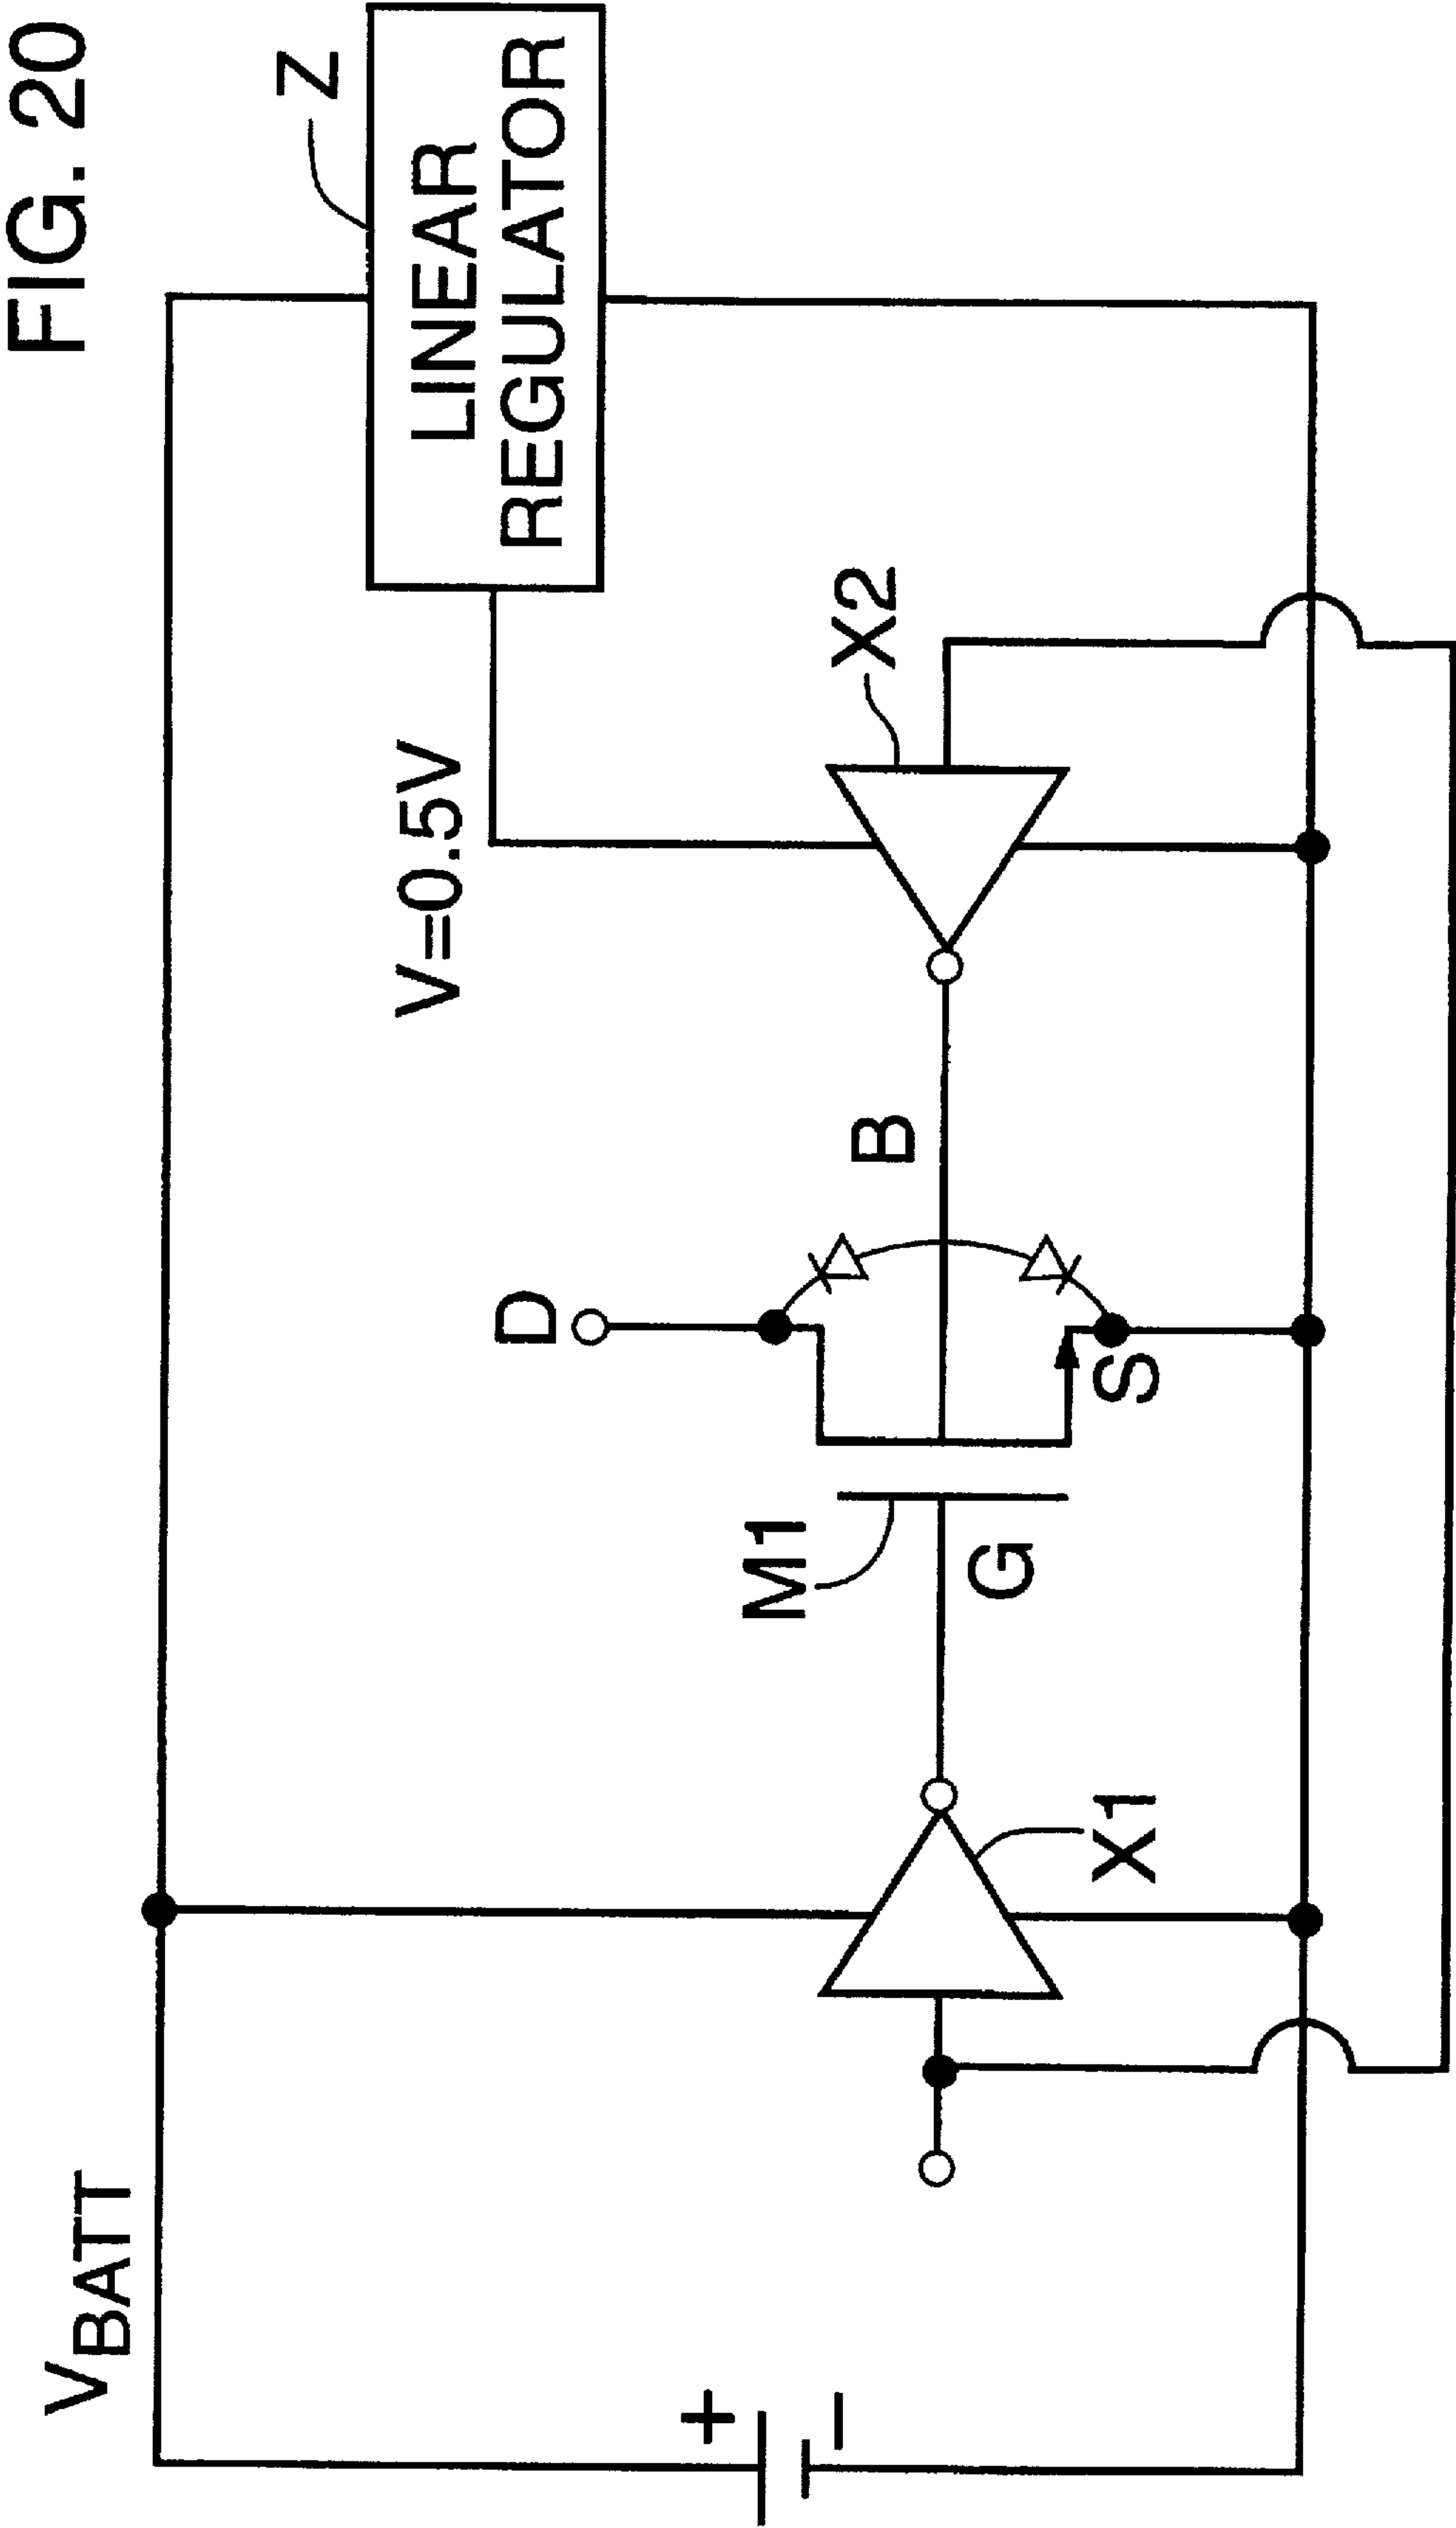 FIG. 20
VBATT
Z
LINEAR
REGULATOR
V=0.5V
D
M1
B
X2
G
S
X1
+
−